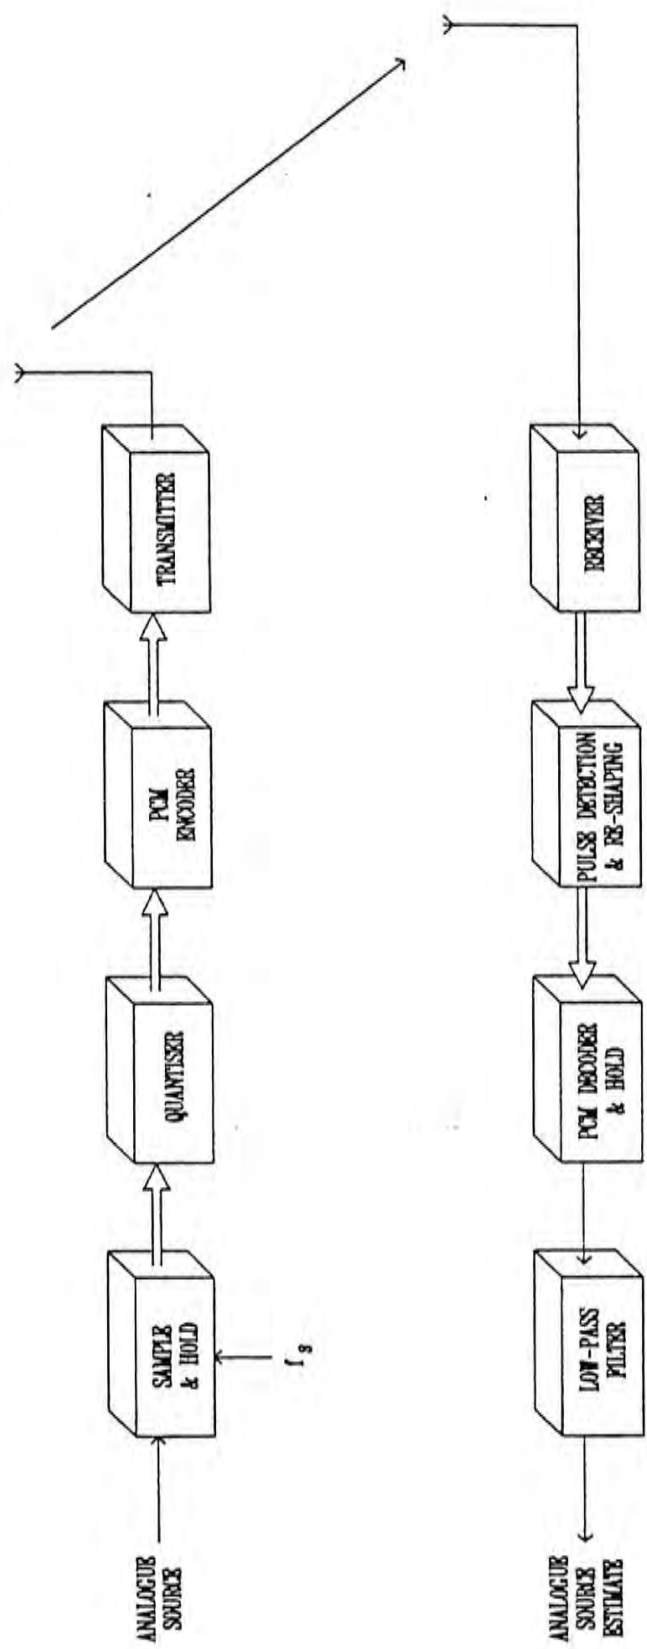 ANALOGUE
SOURCE
SAMPLE
& HOLD
f s
QUANTISER
PCM
ENCODER
TRANSMITTER
RECEIVER
PULSE DETECTION
& RE-SHAPING
PCM DECODER
& HOLD
LOW-PASS
FILTER
ANALOGUE
SOURCE
ESTIMATE